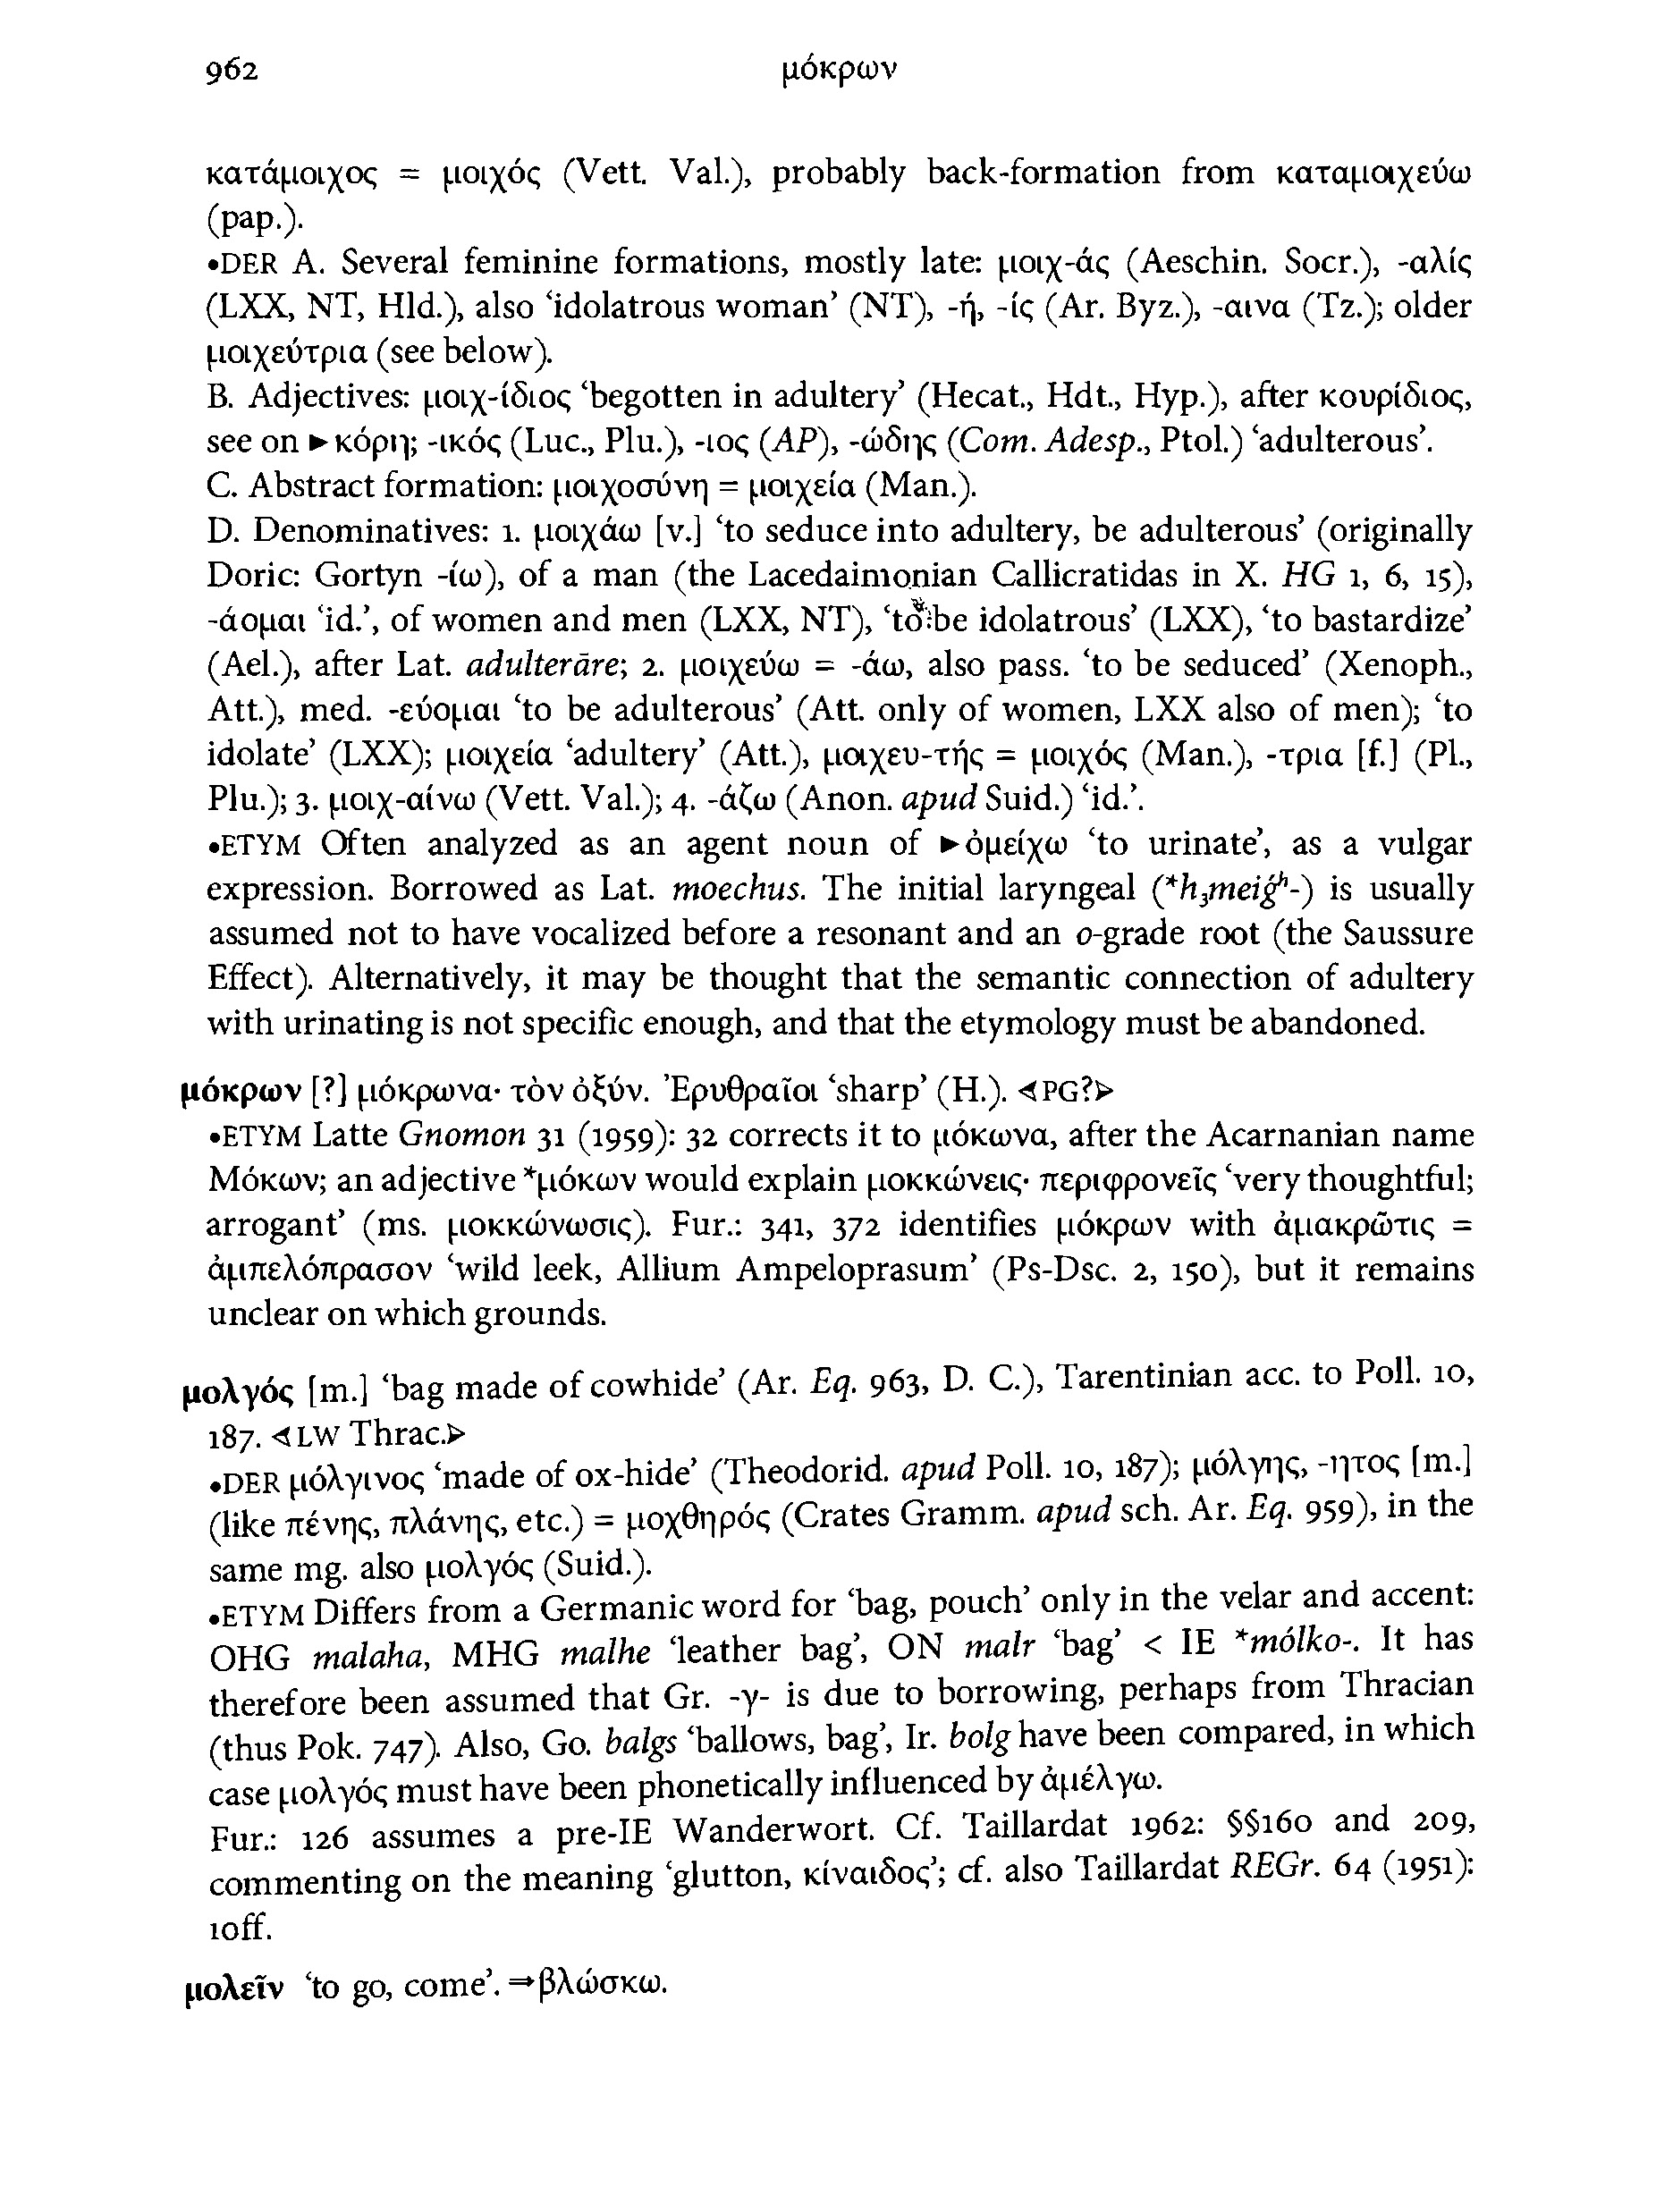 962
μόκρων
κατάμοιχος = μοιχός (Vett. Val.), probably back-formation from καταμοιχεύω
(pap.).
•DER A. Several feminine formations, mostly late: μοιχ-άς (Aeschin. Socr.), -αλίς
(LXX, NT, Hld.), also ‘idolatrous woman’ (NT), -ή, -ίς (Ar. Byz.), -αινα (Tz.); older
μοιχεύτρια (see below).
B. Adjectives: μοιχ-ίδιος ‘begotten in adultery’ (Hecat., Hdt., Hyp.), after κουρίδιος,
see on ►κόρη; -ικός (Luc., Plu.), -ιος (AP), -ώδης (Com. Adesp., Ptol.) ‘adulterous’.
C. Abstract formation: μοιχοσύνη = μοιχεία (Man.).
D. Denominatives: 1. μοιχάω [v.] ‘to seduce into adultery, be adulterous’ (originally
Doric: Gortyn -ίω), of a man (the Lacedaimonian Callicratidas in X. HG 1, 6, 15),
-άομαι ‘id.’, of women and men (LXX, NT), ‘to be idolatrous’ (LXX), ‘to bastardize’
(Ael.), after Lat. adulterāre; 2. μοιχεύω = -άω, also pass. ‘to be seduced’ (Xenoph.,
Att.), med. -εύομαι ‘to be adulterous’ (Att. only of women, LXX also of men); ‘to
idolate’ (LXX); μοιχεία ‘adultery’ (Att.), μοιχευ-τής = μοιχός (Man.), -τρια [f.] (Pl.,
Plu.); 3. μοιχ-αίνω (Vett. Val.); 4. -άζω (Anon. apud Suid.) ‘id.’.
•ETYM Often analyzed as an agent noun of ►ὀμείχω ‘to urinate’, as a vulgar
expression. Borrowed as Lat. moechus. The initial laryngeal (*h₃meiǵʰ-) is usually
assumed not to have vocalized before a resonant and an o-grade root (the Saussure
Effect). Alternatively, it may be thought that the semantic connection of adultery
with urinating is not specific enough, and that the etymology must be abandoned.
μόκρων [?] μόκρωνα· τὸν ὀξύν. Ἐρυθραῖοι ‘sharp’ (H.). ⊲PG?⊳
•ETYM Latte Gnomon 31 (1959): 32 corrects it to μόκωνα, after the Acarnanian name
Μόκων; an adjective *μόκων would explain μοκκώνεις· περιφρονεῖς ‘very thoughtful;
arrogant’ (ms. μοκκώνωσις). Fur.: 341, 372 identifies μόκρων with ἀμακρῶτις =
ἀμπελόπρασον ‘wild leek, Allium Ampeloprasum’ (Ps-Dsc. 2, 150), but it remains
unclear on which grounds.
μολγός [m.] ‘bag made of cowhide’ (Ar. Eq. 963, D. C.), Tarentinian acc. to Poll. 10,
187. ⊲LW Thrac.⊳
•DER μόλγινος ‘made of ox-hide’ (Theodorid. apud Poll. 10, 187); μόλγης, -ητος [m.]
(like πένης, πλάνης, etc.) = μοχθηρός (Crates Gramm. apud sch. Ar. Eq. 959), in the
same mg. also μολγός (Suid.).
•ETYM Differs from a Germanic word for ‘bag, pouch’ only in the velar and accent:
OHG malaha, MHG malhe ‘leather bag’, ON malr ‘bag’ < IE *mólko-. It has
therefore been assumed that Gr. -γ- is due to borrowing, perhaps from Thracian
(thus Pok. 747). Also, Go. balgs ‘ballows, bag’, Ir. bolg have been compared, in which
case μολγός must have been phonetically influenced by ἀμέλγω.
Fur.: 126 assumes a pre-IE Wanderwort. Cf. Taillardat 1962: §§160 and 209,
commenting on the meaning ‘glutton, κίναιδος’; cf. also Taillardat REGr. 64 (1951):
10ff.
μολεῖν ‘to go, come’. ⇒βλώσκω.